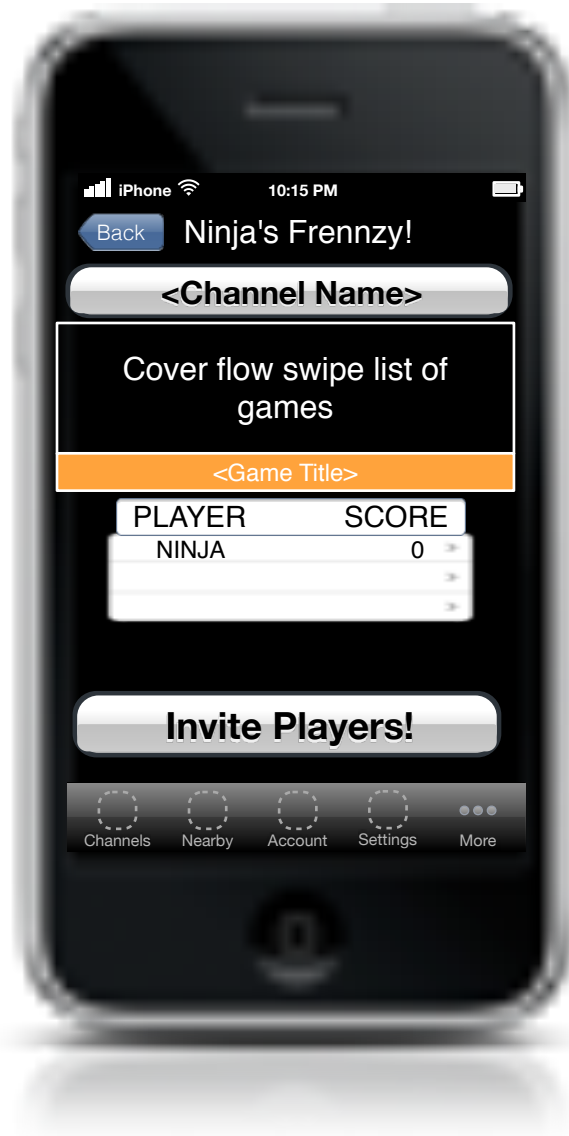 iPhone 10:15 PM
Back Ninja's Frennzy!
<Channel Name>
Cover flow swipe list of
games
<Game Title>
PLAYER SCORE
NINJA 0
Invite Players!
Channels Nearby Account Settings More